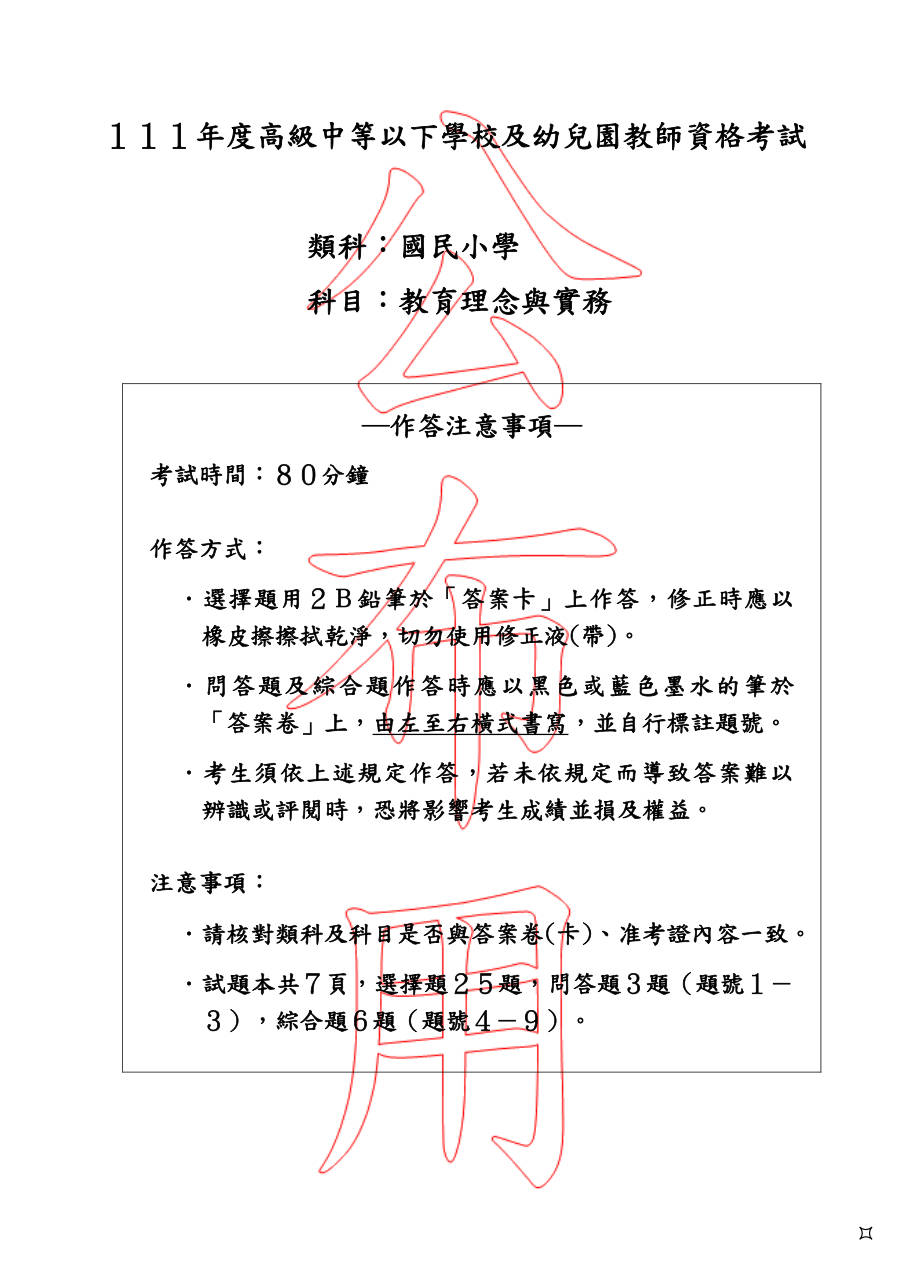 １１１年度高級中等以下學校及幼兒園教師資格考試
類科：國民小學
科目：教育理念與實務
—作答注意事項—
考試時間：８０分鐘
作答方式：
．選擇題用２Ｂ鉛筆於「答案卡」上作答，修正時應以
橡皮擦擦拭乾淨，切勿使用修正液(帶)。
．問答題及綜合題作答時應以黑色或藍色墨水的筆於
「答案卷」上，由左至右橫式書寫，並自行標註題號。
．考生須依上述規定作答，若未依規定而導致答案難以
辨識或評閱時，恐將影響考生成績並損及權益。
注意事項：
．請核對類科及科目是否與答案卷(卡)、准考證內容一致。
．試題本共７頁，選擇題２５題，問答題３題（題號１－
３），綜合題６題（題號４－９）。
公布用